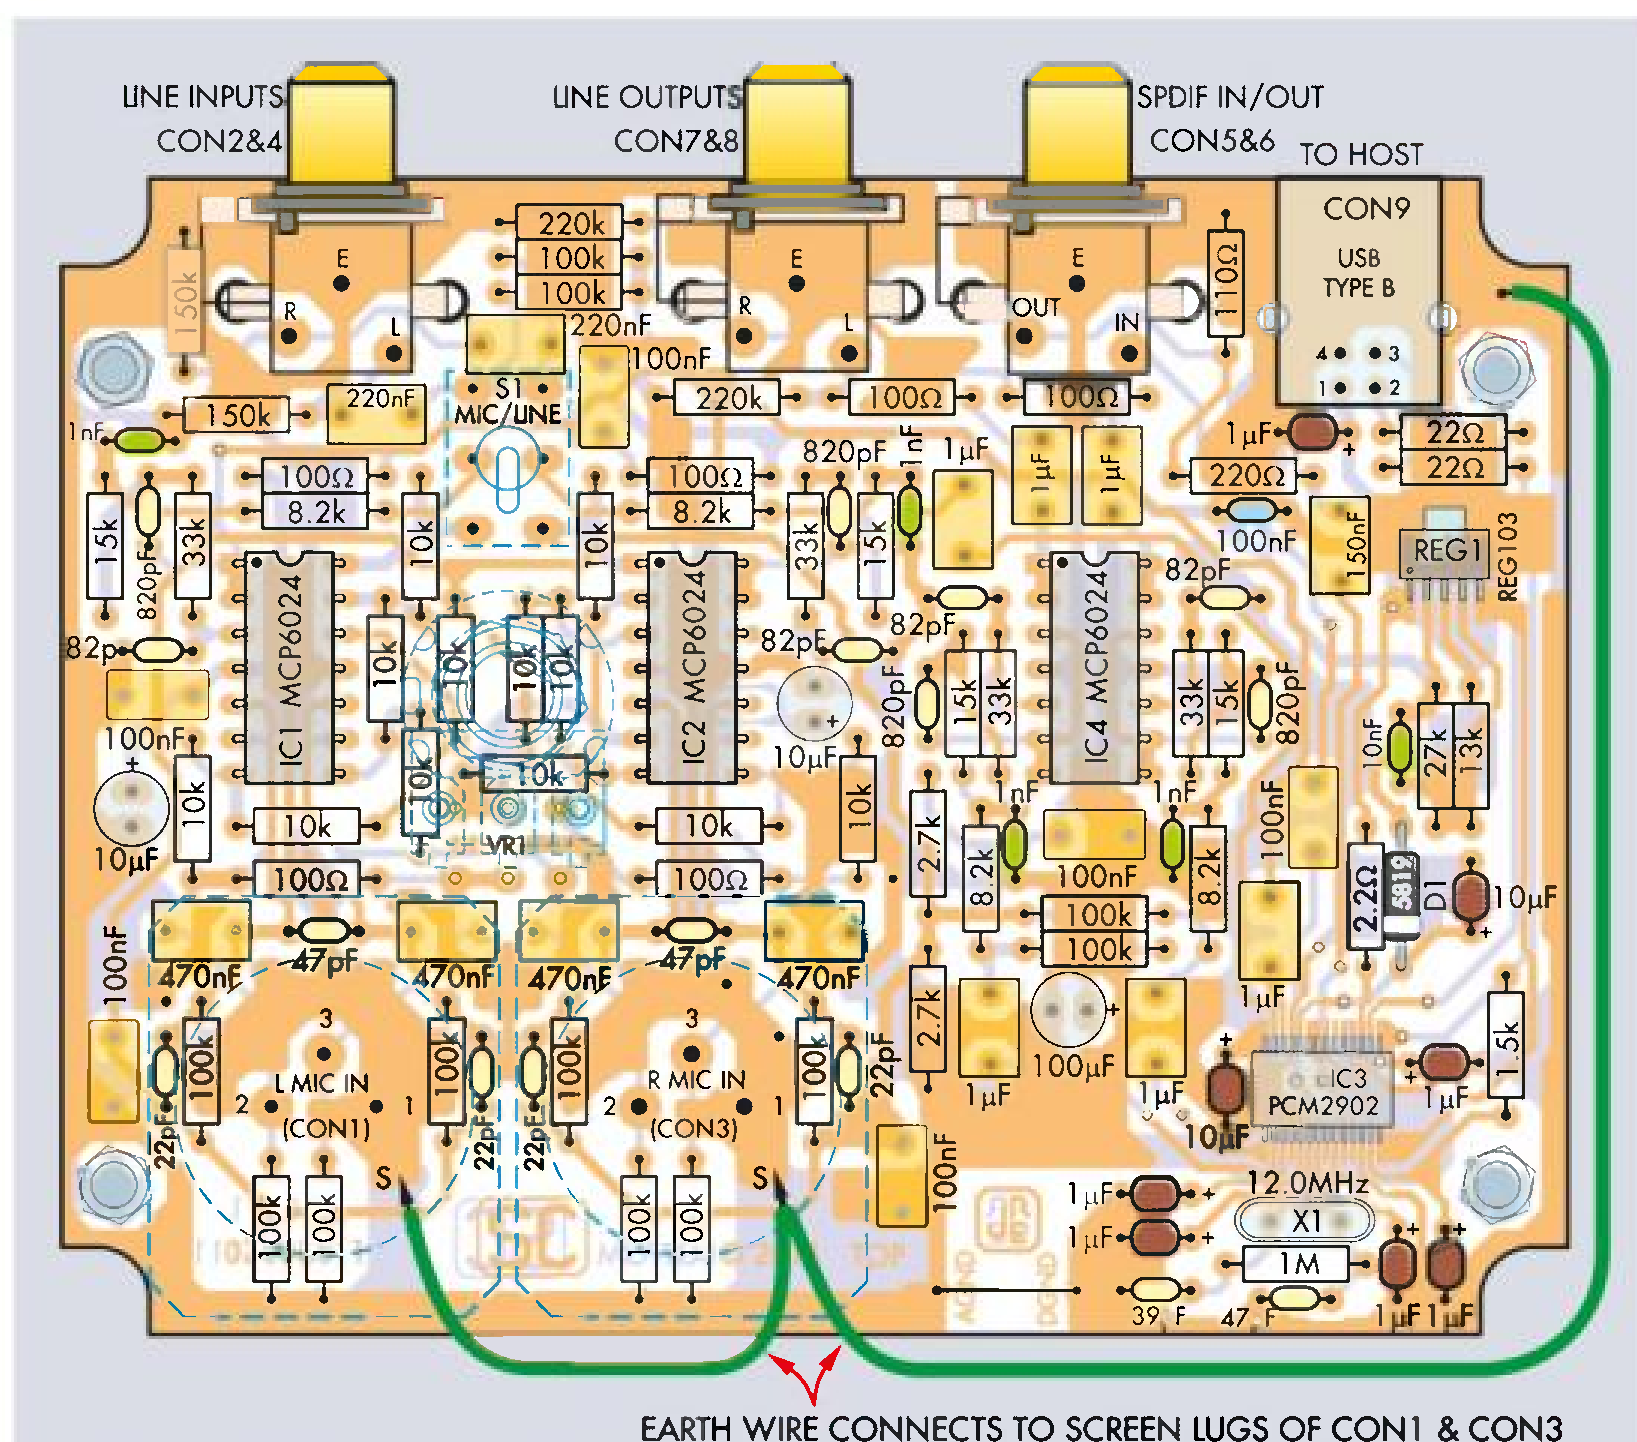 LINE INPUTS
CON2&4
LINE OUTPUTS
CON7&8
SPDIF IN/OUT
CON5&6
TO HOST
CON9
USB
TYPE B
4
3
1
2
E
R
L
E
R
L
E
OUT
IN
150k
220k
100k
100k
220nF
100nF
110Ω
S1
MIC/LINE
220nF
150k
1nF
220k
100Ω
100Ω
1µF
+
22Ω
22Ω
100Ω
8.2k
100Ω
8.2k
820pF
1nF
1µF
1µF
1µF
220Ω
100nF
150nF
REG1
REG103
15k
820pF
33k
10k
10k
33k
15k
82pF
82pF
IC1 MCP6024
IC2 MCP6024
IC4 MCP6024
82p
82pF
10k
10k
10k
10k
10k
10k
820pF
15k
33k
33k
15k
820pF
100nF
+
10µF
10k
+
10µF
10k
10nF
27k
13k
VR1
10k
100Ω
10k
100Ω
2.7k
8.2k
1nF
1nF
8.2k
100nF
100nF
2.2Ω
5819
D1
10µF
+
100k
100k
1µF
100nF
470nF
47pF
470nF
470nF
47pF
470nF
2.7k
1µF
+
100µF
1µF
1.5k
22pF
100k
3
L MIC IN
2
1
(CON1)
100k
22pF
22pF
100k
3
R MIC IN
2
1
(CON3)
100k
22pF
+
10µF
IC3
PCM2902
+
1µF
S
S
100k
100k
100k
100k
100nF
1µF
+
1µF
+
12.0MHz
X1
1M
+
+
AGND
DGND
39 F
47 F
1µF
1µF
EARTH WIRE CONNECTS TO SCREEN LUGS OF CON1 & CON3